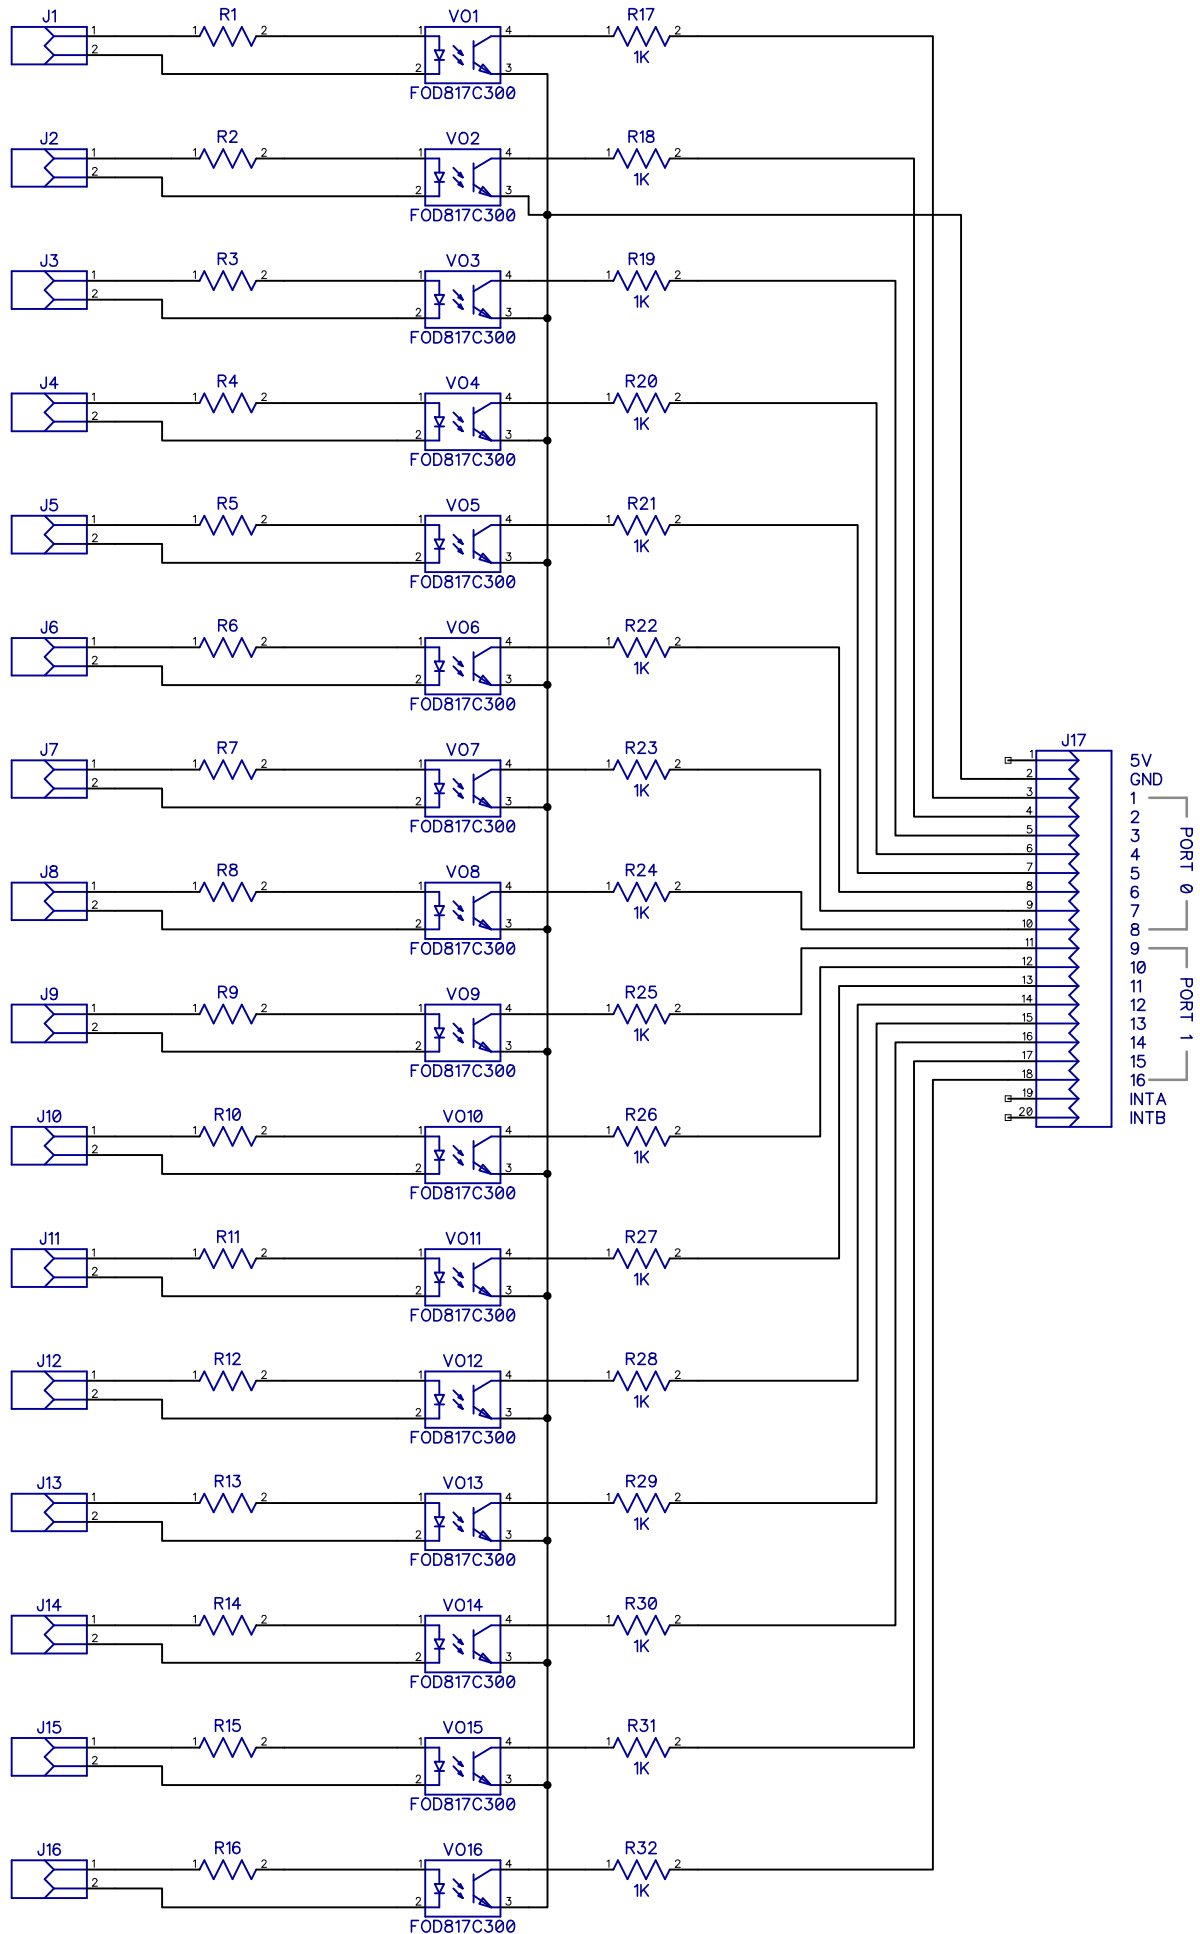 J1 R1 VO1 R17
1 2 1 2 1 2 4 3 1 2
1K
FOD817C300
J2 R2 VO2 R18
1 2 1 2 1 2 4 3 1 2
1K
FOD817C300
J3 R3 VO3 R19
1 2 1 2 1 2 4 3 1 2
1K
FOD817C300
J4 R4 VO4 R20
1 2 1 2 1 2 4 3 1 2
1K
FOD817C300
J5 R5 VO5 R21
1 2 1 2 1 2 4 3 1 2
1K
FOD817C300
J6 R6 VO6 R22
1 2 1 2 1 2 4 3 1 2
1K
FOD817C300
J7 R7 VO7 R23
1 2 1 2 1 2 4 3 1 2
1K
FOD817C300
J8 R8 VO8 R24
1 2 1 2 1 2 4 3 1 2
1K
FOD817C300
J9 R9 VO9 R25
1 2 1 2 1 2 4 3 1 2
1K
FOD817C300
J10 R10 VO10 R26
1 2 1 2 1 2 4 3 1 2
1K
FOD817C300
J11 R11 VO11 R27
1 2 1 2 1 2 4 3 1 2
1K
FOD817C300
J12 R12 VO12 R28
1 2 1 2 1 2 4 3 1 2
1K
FOD817C300
J13 R13 VO13 R29
1 2 1 2 1 2 4 3 1 2
1K
FOD817C300
J14 R14 VO14 R30
1 2 1 2 1 2 4 3 1 2
1K
FOD817C300
J15 R15 VO15 R31
1 2 1 2 1 2 4 3 1 2
1K
FOD817C300
J16 R16 VO16 R32
1 2 1 2 1 2 4 3 1 2
1K
FOD817C300
J17
1 5V
2 GND
3 1
4 2
5 3
6 4
7 5
8 6
9 7
10 8
11 9
12 10
13 11
14 12
15 13
16 14
17 15
18 16
19 INTA
20 INTB
PORT 0
PORT 1